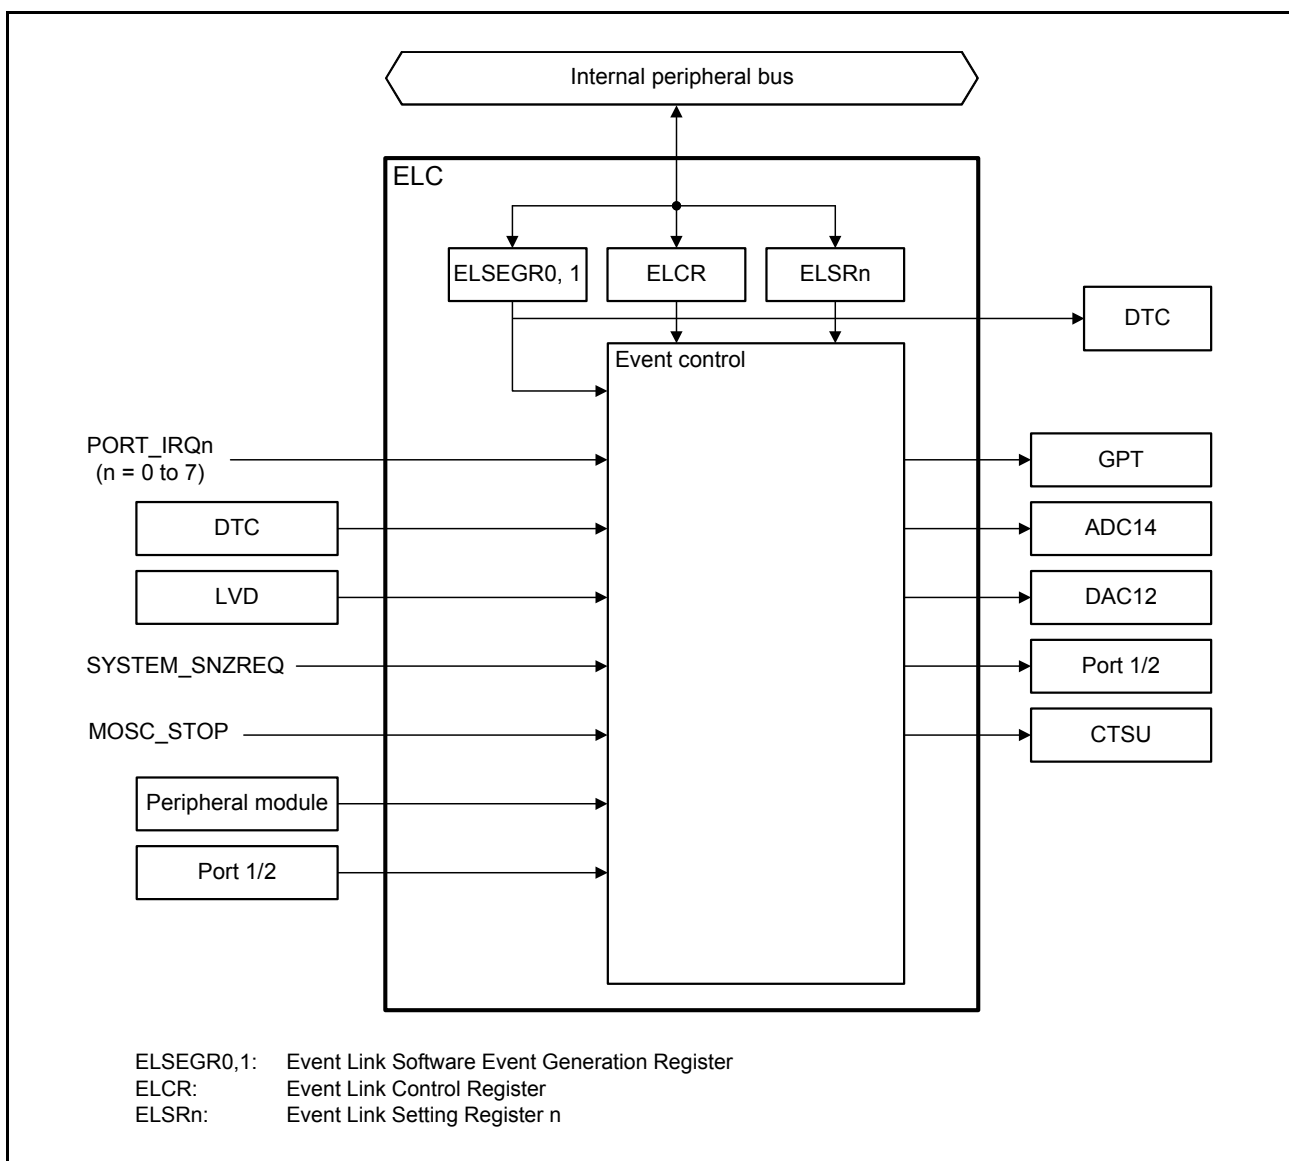 Internal peripheral bus
ELC
ELSEGR0, 1
ELCR
ELSRn
DTC
Event control
PORT_IRQn
(n = 0 to 7)
GPT
DTC
ADC14
LVD
DAC12
SYSTEM_SNZREQ
Port 1/2
MOSC_STOP
CTSU
Peripheral module
Port 1/2
ELSEGR0,1: Event Link Software Event Generation Register
ELCR: Event Link Control Register
ELSRn: Event Link Setting Register n